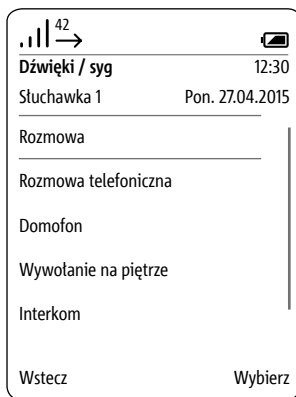 42
Dźwięki / syg 12:30
Słuchawka 1 Pon. 27.04.2015
Rozmowa
Rozmowa telefoniczna
Domofon
Wywołanie na piętrze
Interkom
Wstecz Wybierz